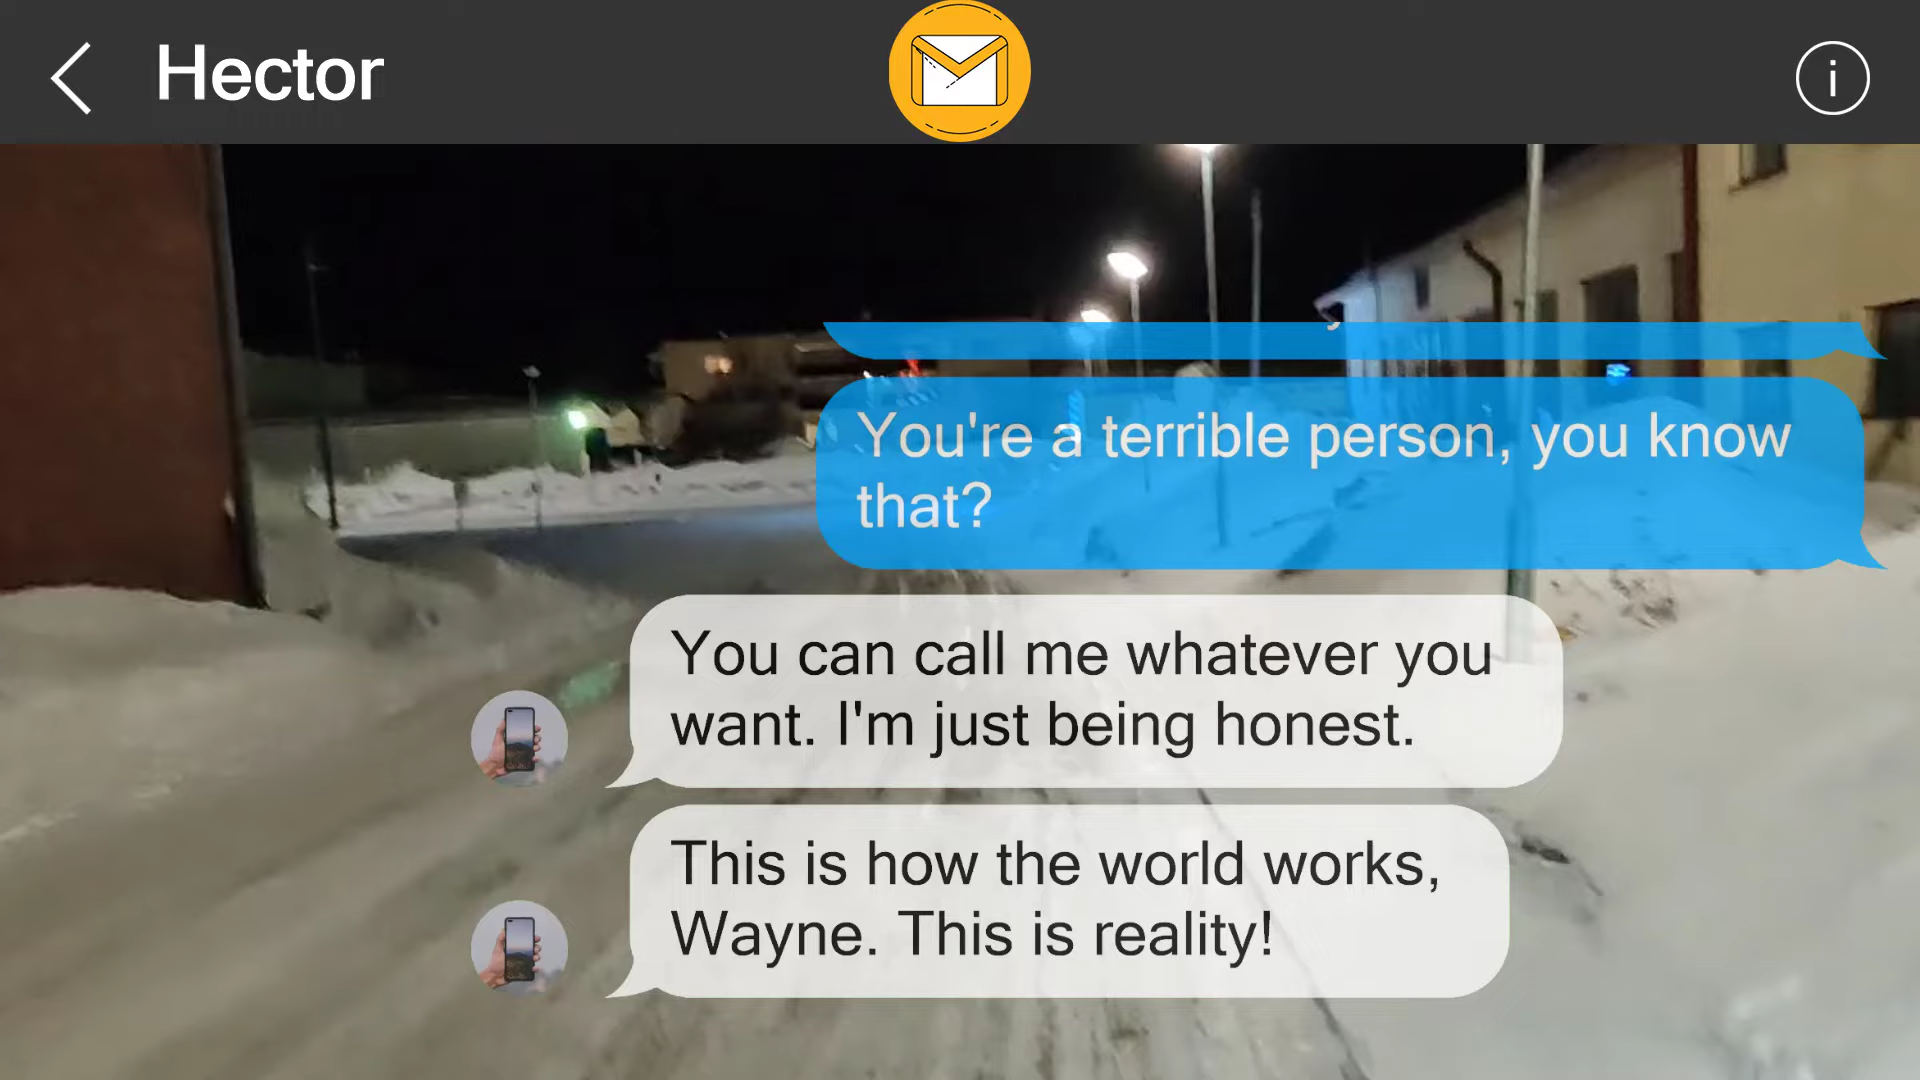 Hector
You're a terrible person, you know
that?
You can call me whatever you
want. I'm just being honest.
This is how the world works,
Wayne. This is reality!